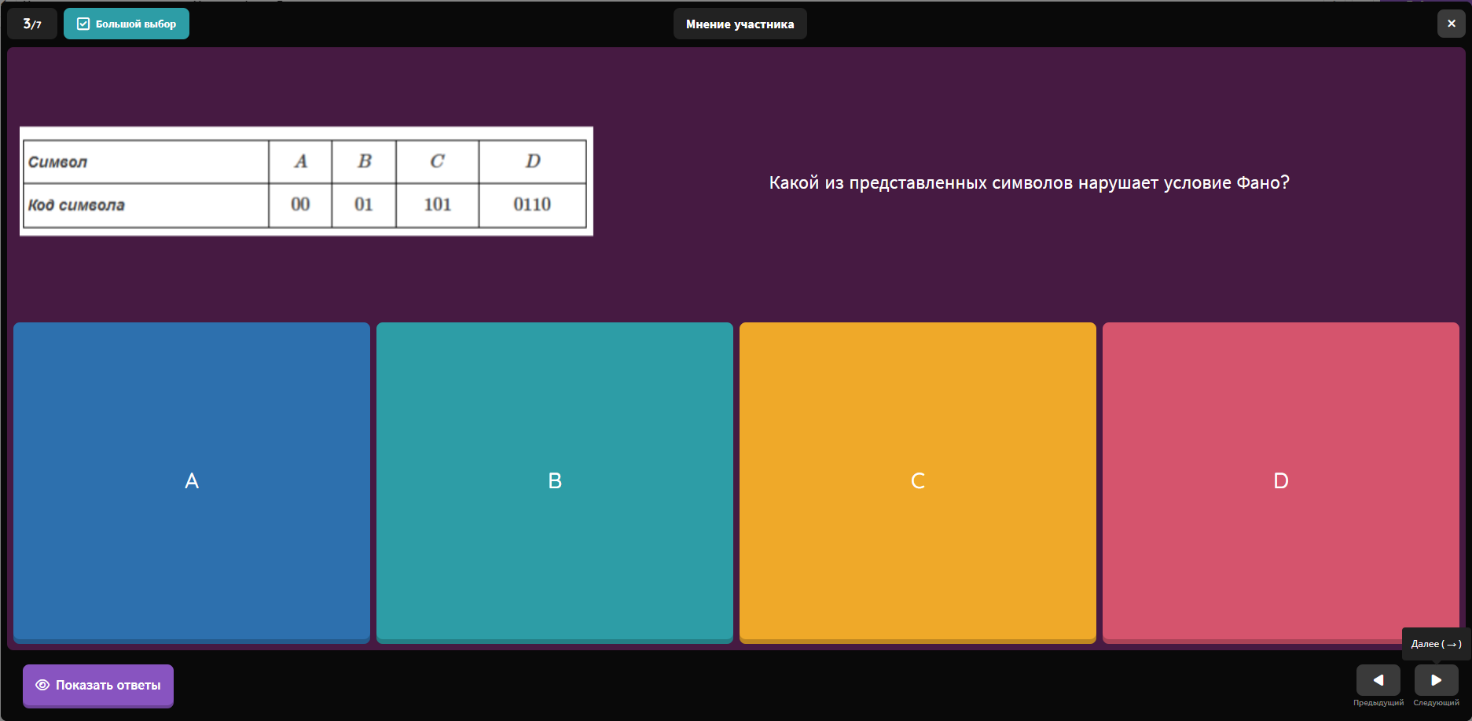 3/7
Большой выбор
Мнение участника
Символ A B C D
Код символа 00 01 101 0110
Какой из представленных символов нарушает условие Фано?
A
B
C
D
Далее (→)
Показать ответы
Предыдущий
Следующий